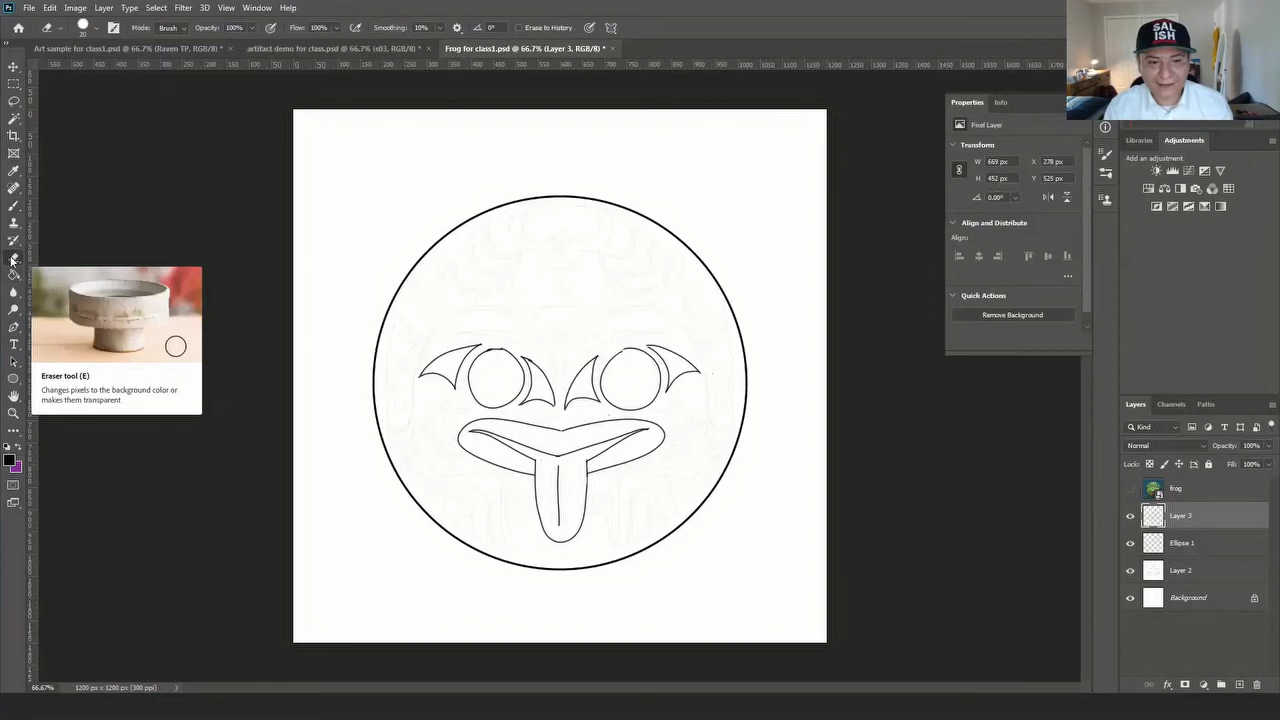 Ps File Edit Image Layer Type Select Filter 3D View Window Help
20 Mode: Brush Opacity: 100% Flow: 100% Smoothing: 10% 0° Erase to History
Art sample for class1.psd @ 66.7% (Raven TP, RGB/8) * × artifact demo for class.psd @ 66.7% (s03, RGB/8) * × Frog for class1.psd @ 66.7% (Layer 3, RGB/8) * ×
SAL
ISH
Properties Info
Pixel Layer
Transform
W 669 px X 278 px
H 452 px Y 525 px
0.00°
Align and Distribute
Align:
Quick Actions
Remove Background
Libraries Adjustments
Add an adjustment
Eraser tool (E)
Changes pixels to the background color or
makes them transparent
Layers Channels Paths
Kind
Normal Opacity: 100%
Lock: Fill: 100%
frog
Layer 3
Ellipse 1
Layer 2
Background
66.67% 1200 px x 1200 px (300 ppi)